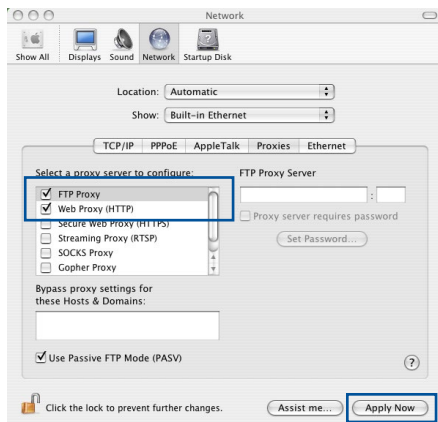 Network
Show All Displays Sound Network Startup Disk
Location: Automatic
Show: Built-in Ethernet
TCP/IP PPPoE AppleTalk Proxies Ethernet
Select a proxy server to configure: FTP Proxy Server
FTP Proxy :
Web Proxy (HTTP) Proxy server requires password
Secure Web Proxy (HTTPS)
Streaming Proxy (RTSP) Set Password...
SOCKS Proxy
Gopher Proxy
Bypass proxy settings for
these Hosts & Domains:
Use Passive FTP Mode (PASV) ?
Click the lock to prevent further changes. Assist me... Apply Now